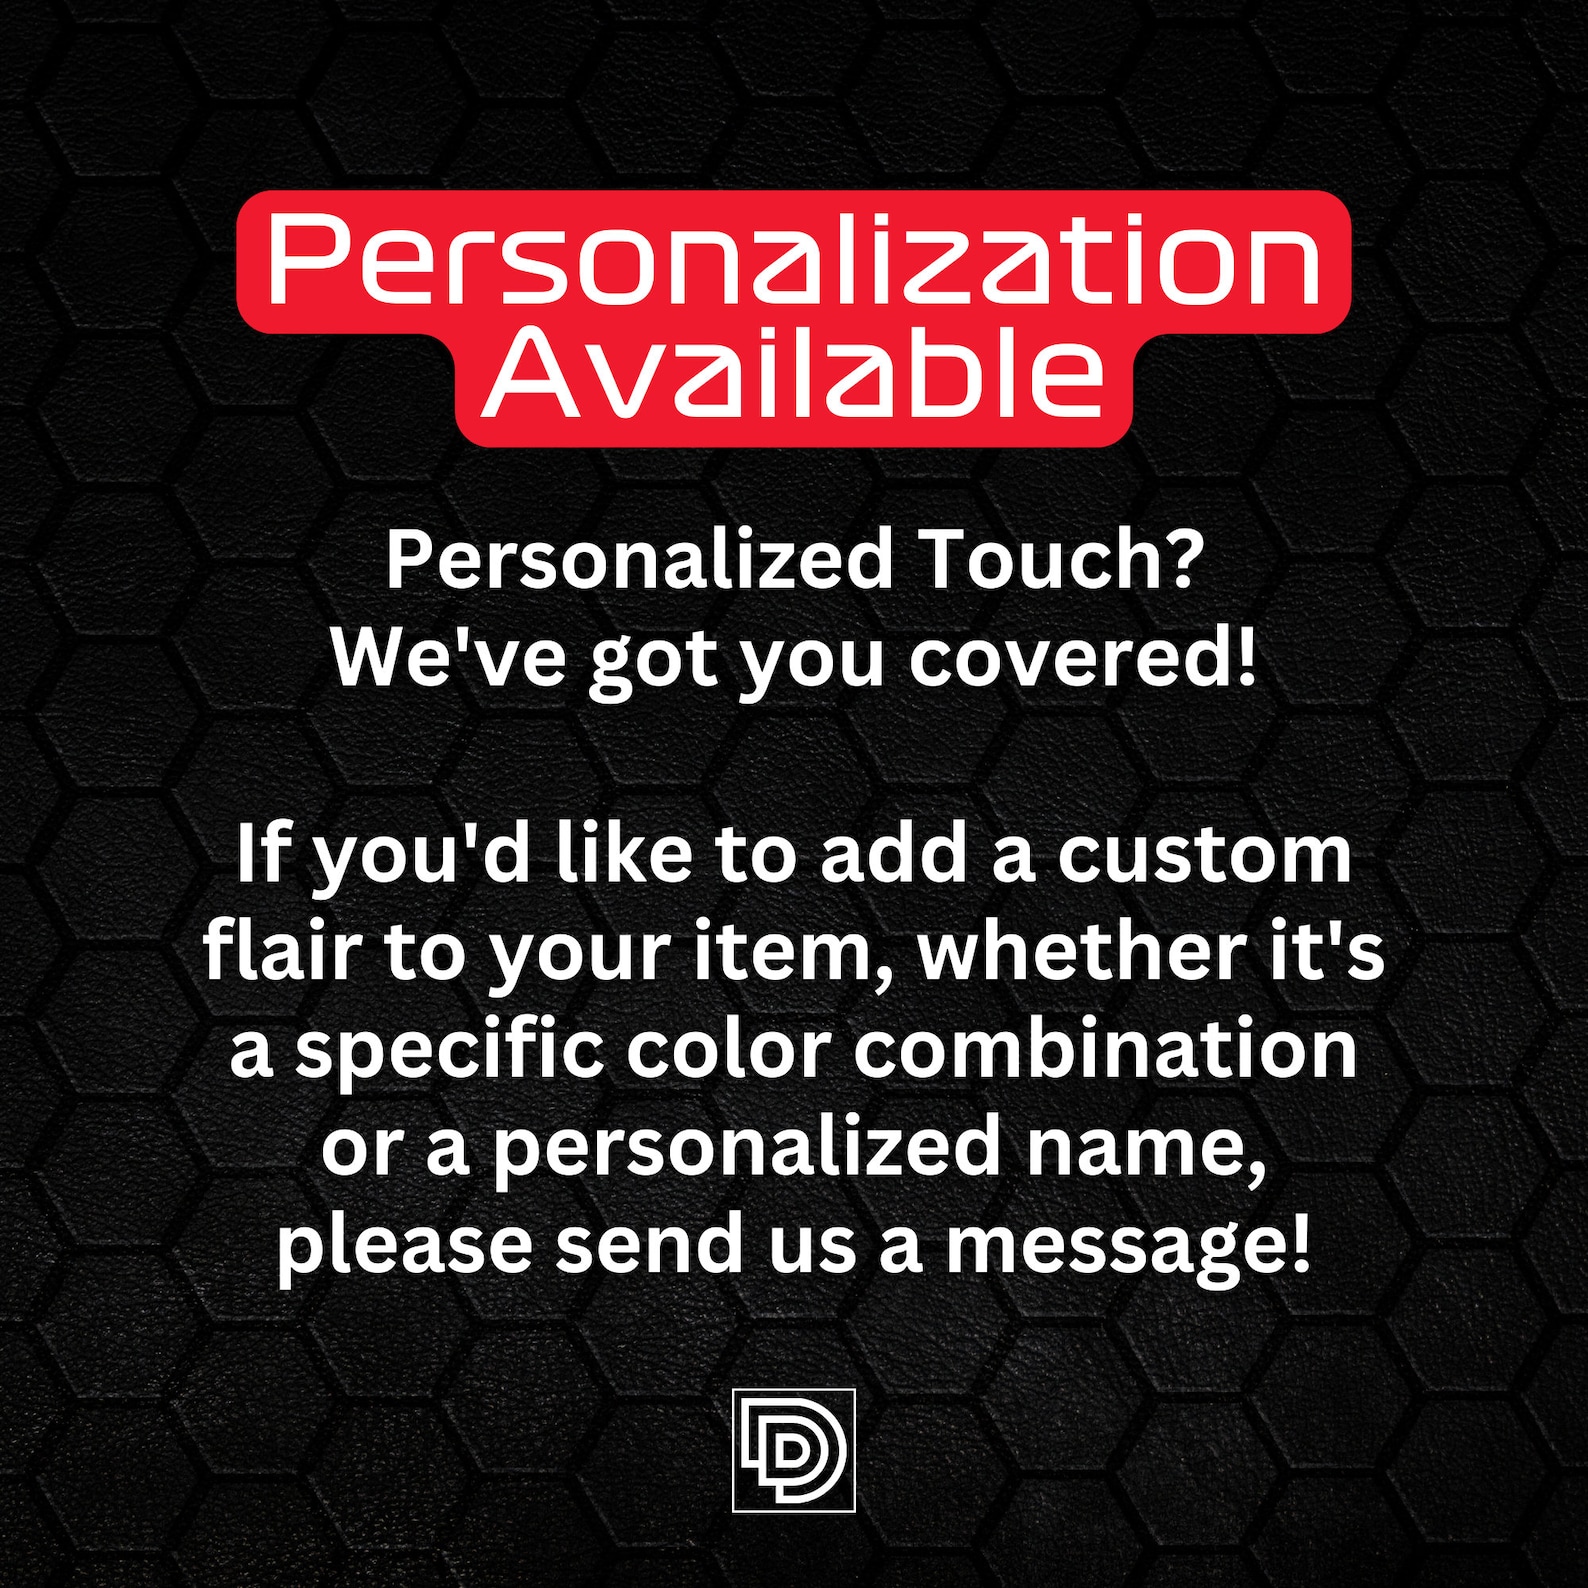 Personalization
Available
Personalized Touch?
We've got you covered!
If you'd like to add a custom
flair to your item, whether it's
a specific color combination
or a personalized name,
please send us a message!